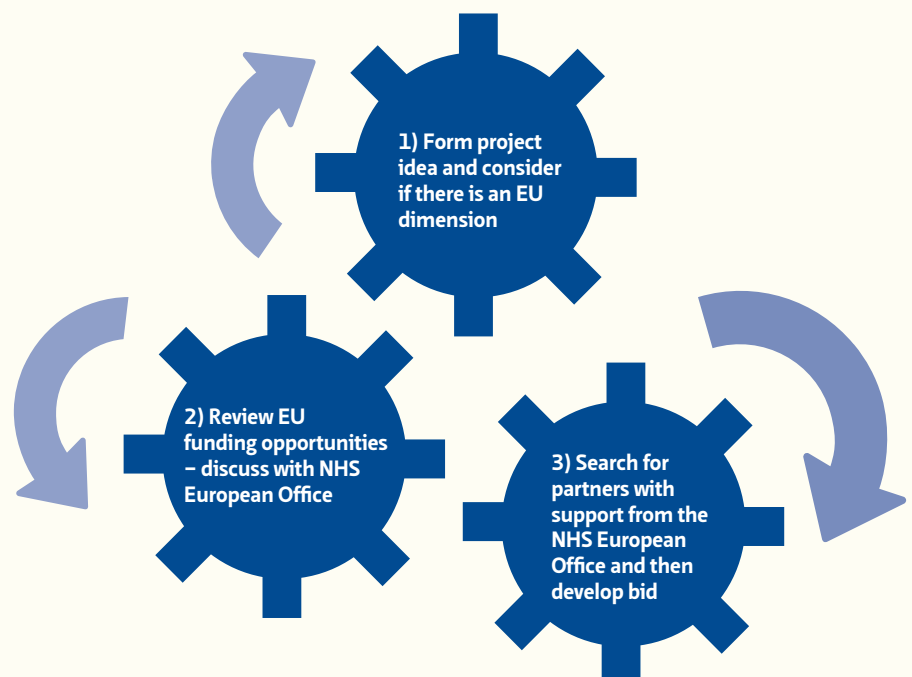 1) Form project
idea and consider
if there is an EU
dimension
2) Review EU
funding opportunities
– discuss with NHS
European Office
3) Search for
partners with
support from the
NHS European
Office and then
develop bid